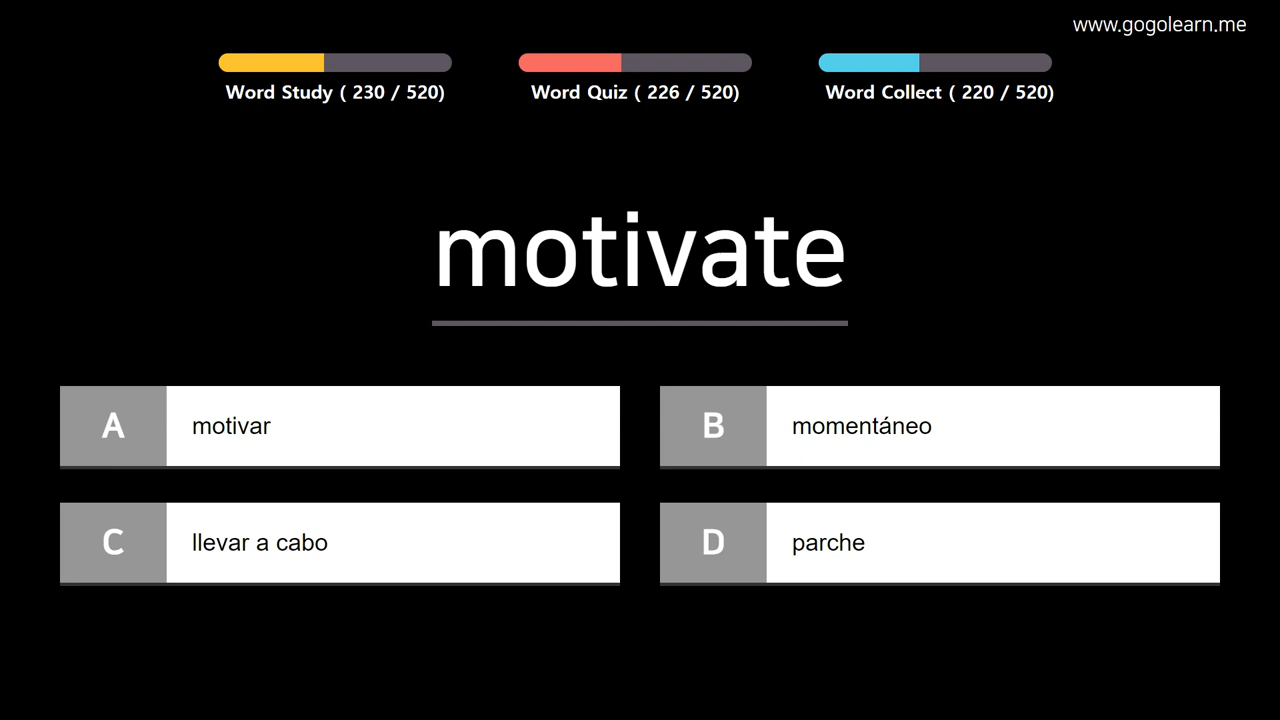 www.gogolearn.me
Word Study ( 230 / 520)
Word Quiz ( 226 / 520)
Word Collect ( 220 / 520)
motivate
A
motivar
B
momentáneo
C
llevar a cabo
D
parche